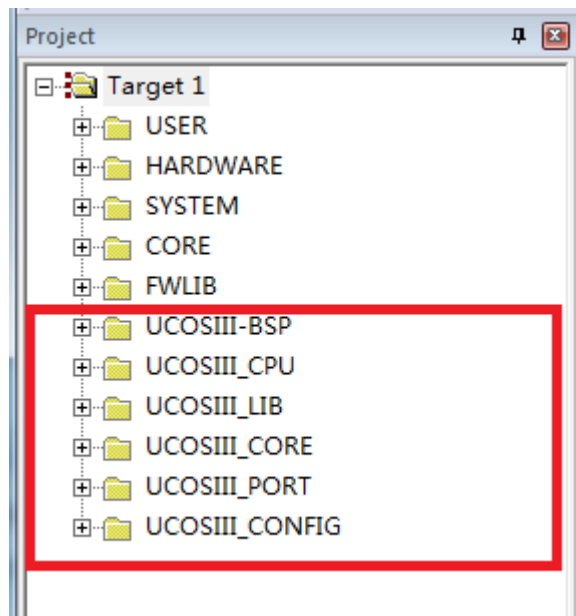 Project
Target 1
USER
HARDWARE
SYSTEM
CORE
FWLIB
UCOSIII-BSP
UCOSIII_CPU
UCOSIII_LIB
UCOSIII_CORE
UCOSIII_PORT
UCOSIII_CONFIG